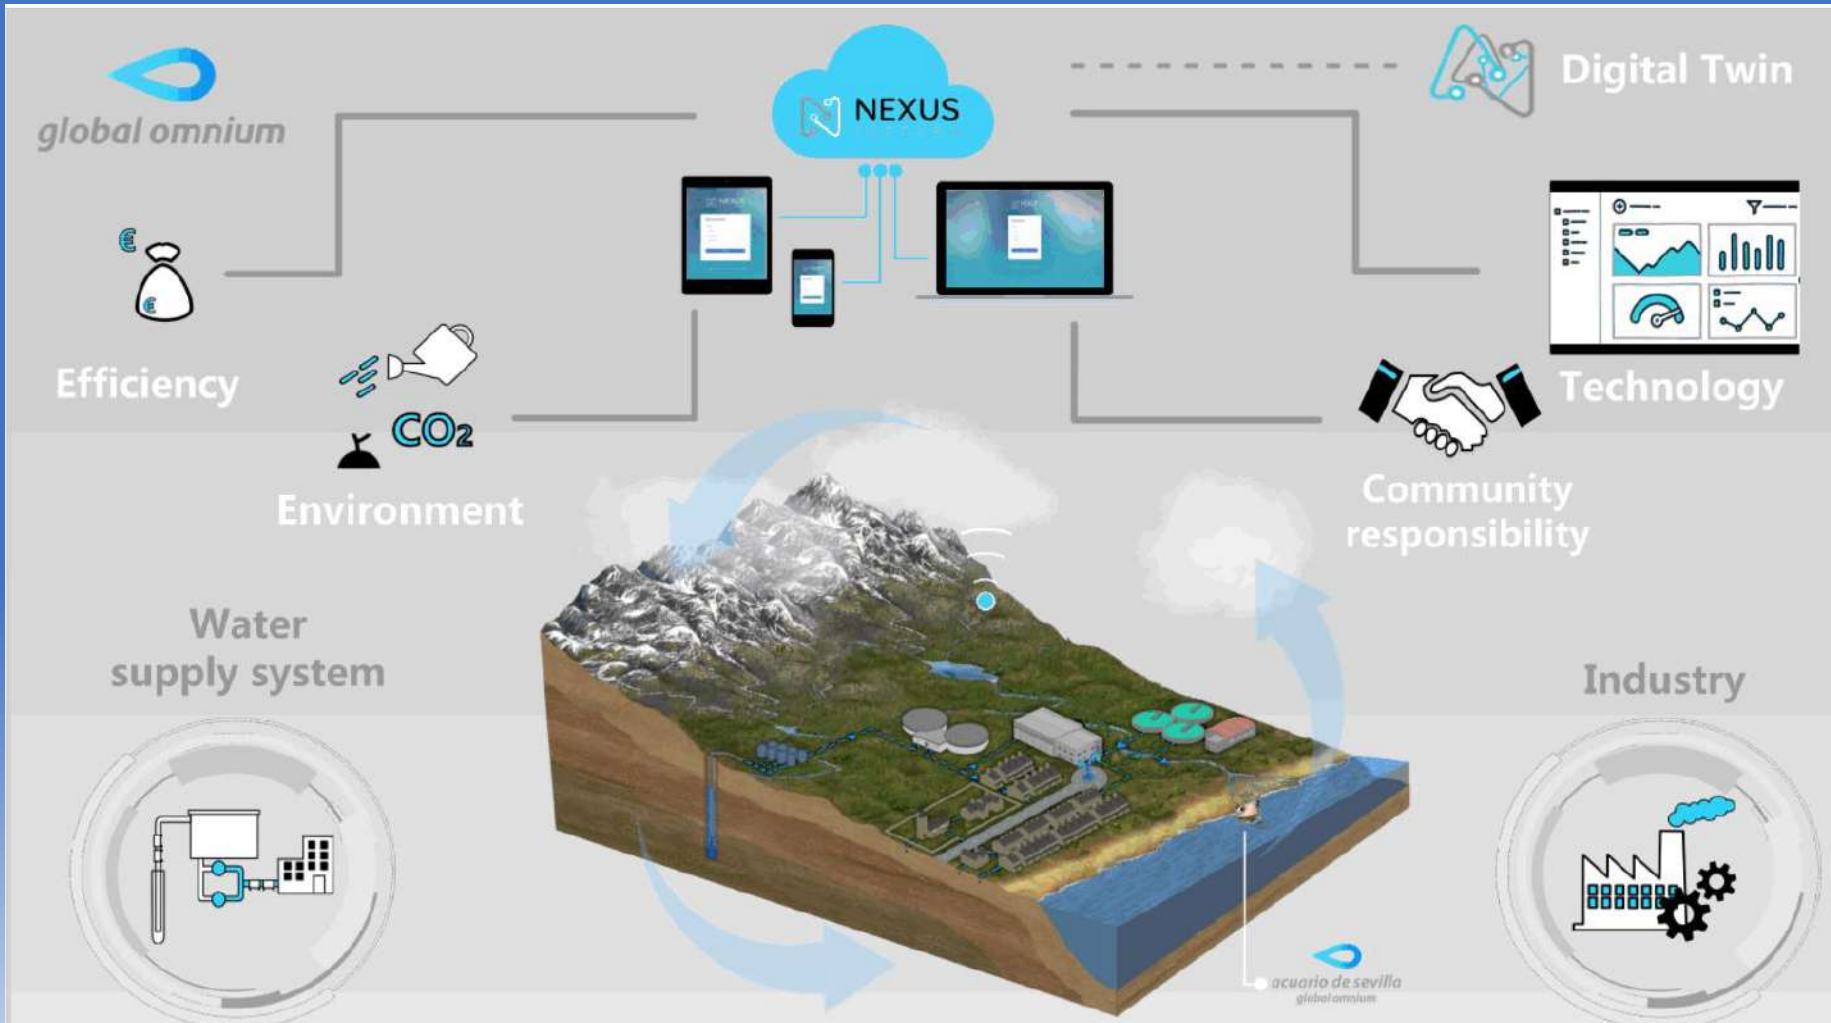 global omnium
NEXUS
Digital Twin
€
€
Efficiency
CO₂
Environment
Technology
Community
responsibility
Water
supply system
Industry
acuario de sevilla
global omnium